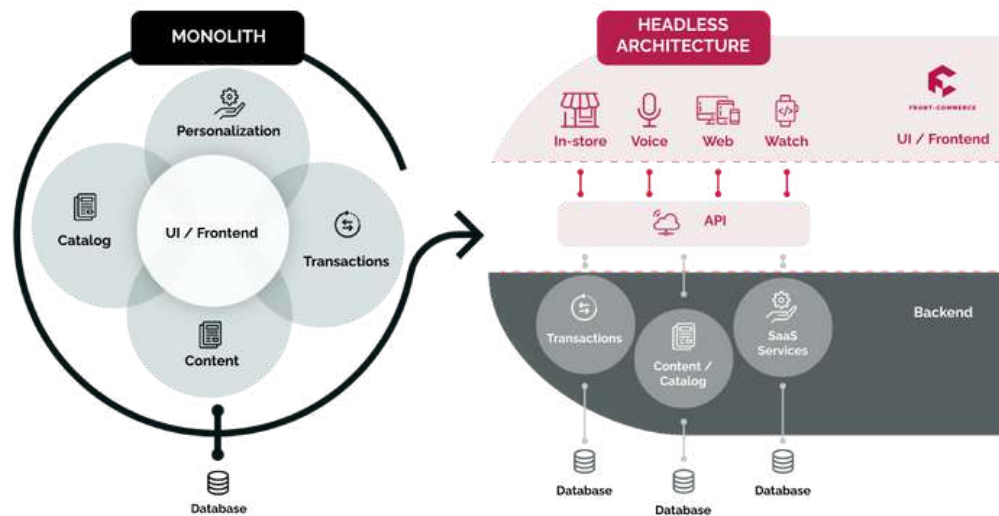 MONOLITH
Personalization
Catalog
UI / Frontend
Transactions
Content
Database
HEADLESS
ARCHITECTURE
In-store
Voice
Web
Watch
FRONT-COMMERCE
UI / Frontend
API
Backend
Transactions
Content /
Catalog
SaaS
Services
Database
Database
Database